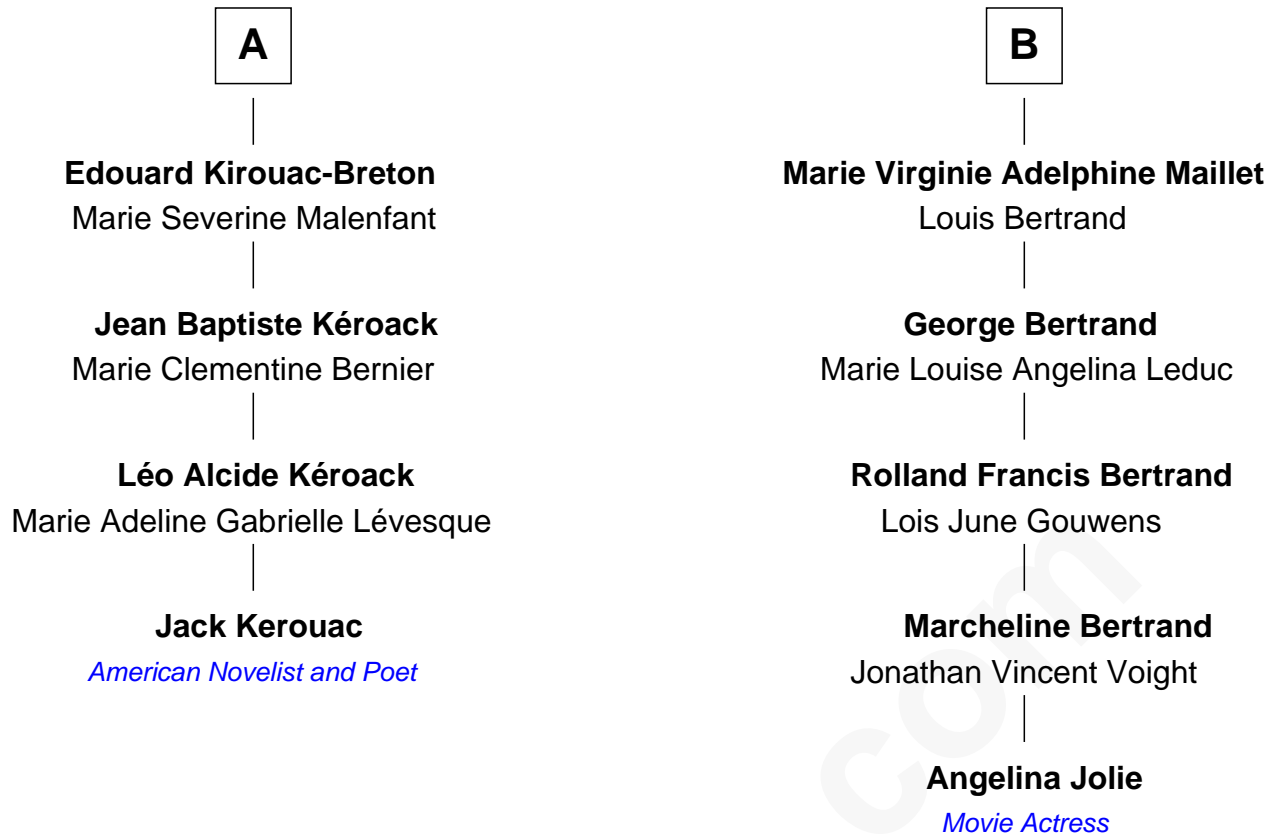 A
Edouard Kirouac-Breton
Marie Severine Malenfant
Jean Baptiste Kéroack
Marie Clementine Bernier
Léo Alcide Kéroack
Marie Adeline Gabrielle Lévesque
Jack Kerouac
American Novelist and Poet
B
Marie Virginie Adelphine Maillet
Louis Bertrand
George Bertrand
Marie Louise Angelina Leduc
Rolland Francis Bertrand
Lois June Gouwens
Marcheline Bertrand
Jonathan Vincent Voight
Angelina Jolie
Movie Actress
com